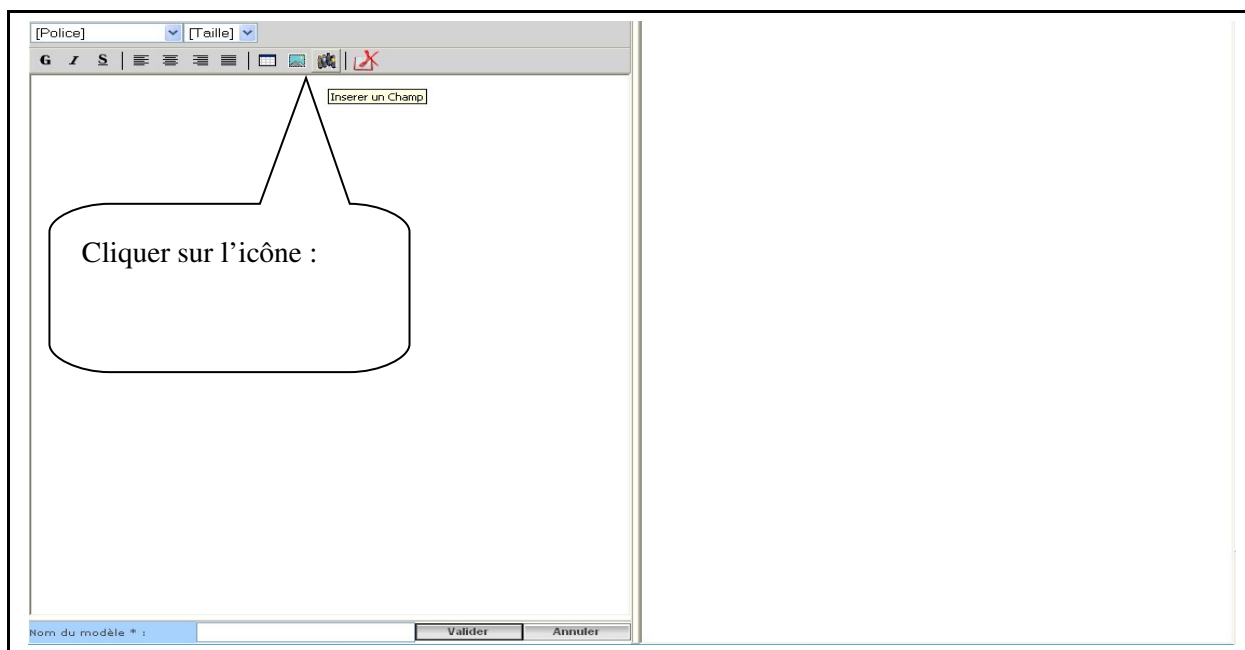 [Police] [Taille]
G I S
Inserer un Champ
Cliquer sur l’icône :
Nom du modèle * : Valider Annuler